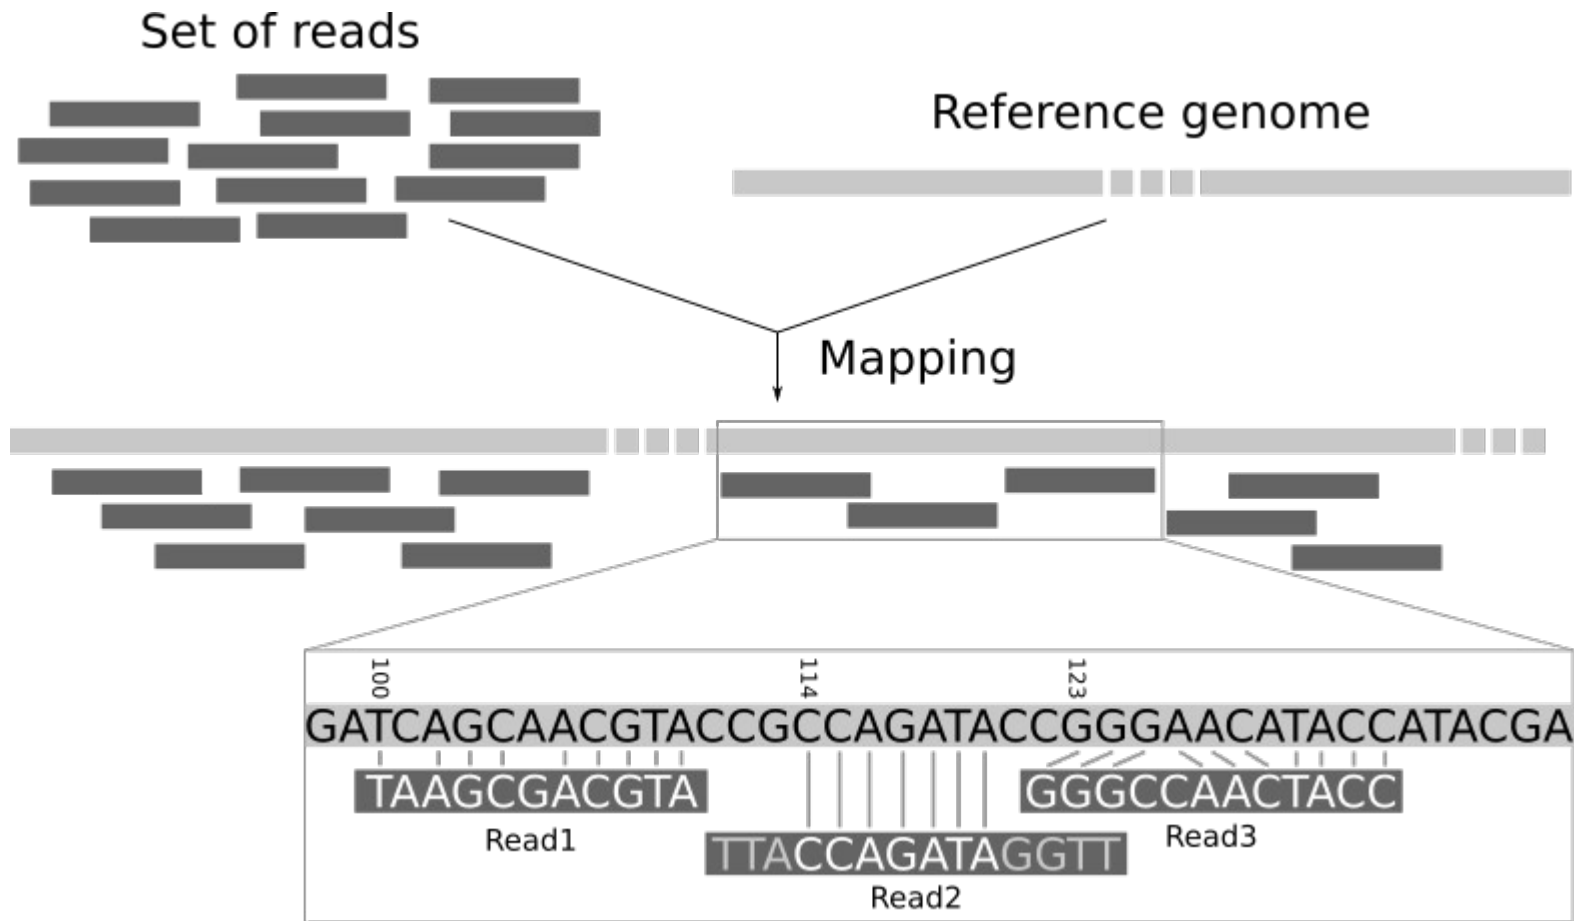 Set of reads
Reference genome
Mapping
100 114 123
GATCAGCAACGTACCGCCAGATACCGGGAACATACCATACGA
TAAGCGACGTA
Read1
TTACCAGATAGGTT
Read2
GGGCCAACTACC
Read3